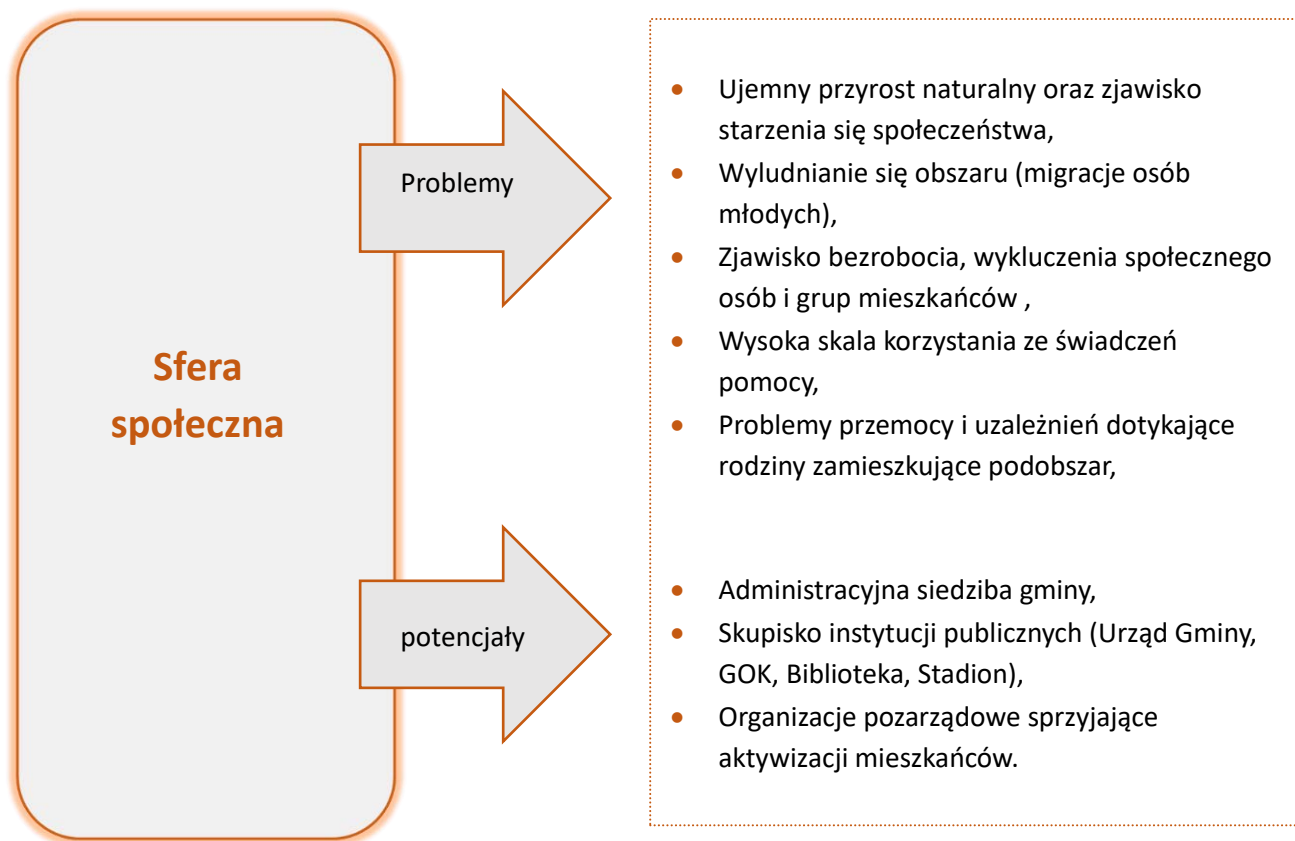 Sfera
społeczna
Problemy
• Ujemny przyrost naturalny oraz zjawisko
starzenia się społeczeństwa,
• Wyludnianie się obszaru (migracje osób
młodych),
• Zjawisko bezrobocia, wykluczenia społecznego
osób i grup mieszkańców ,
• Wysoka skala korzystania ze świadczeń
pomocy,
• Problemy przemocy i uzależnień dotykające
rodziny zamieszkujące podobszar,
potencjały
• Administracyjna siedziba gminy,
• Skupisko instytucji publicznych (Urząd Gminy,
GOK, Biblioteka, Stadion),
• Organizacje pozarządowe sprzyjające
aktywizacji mieszkańców.